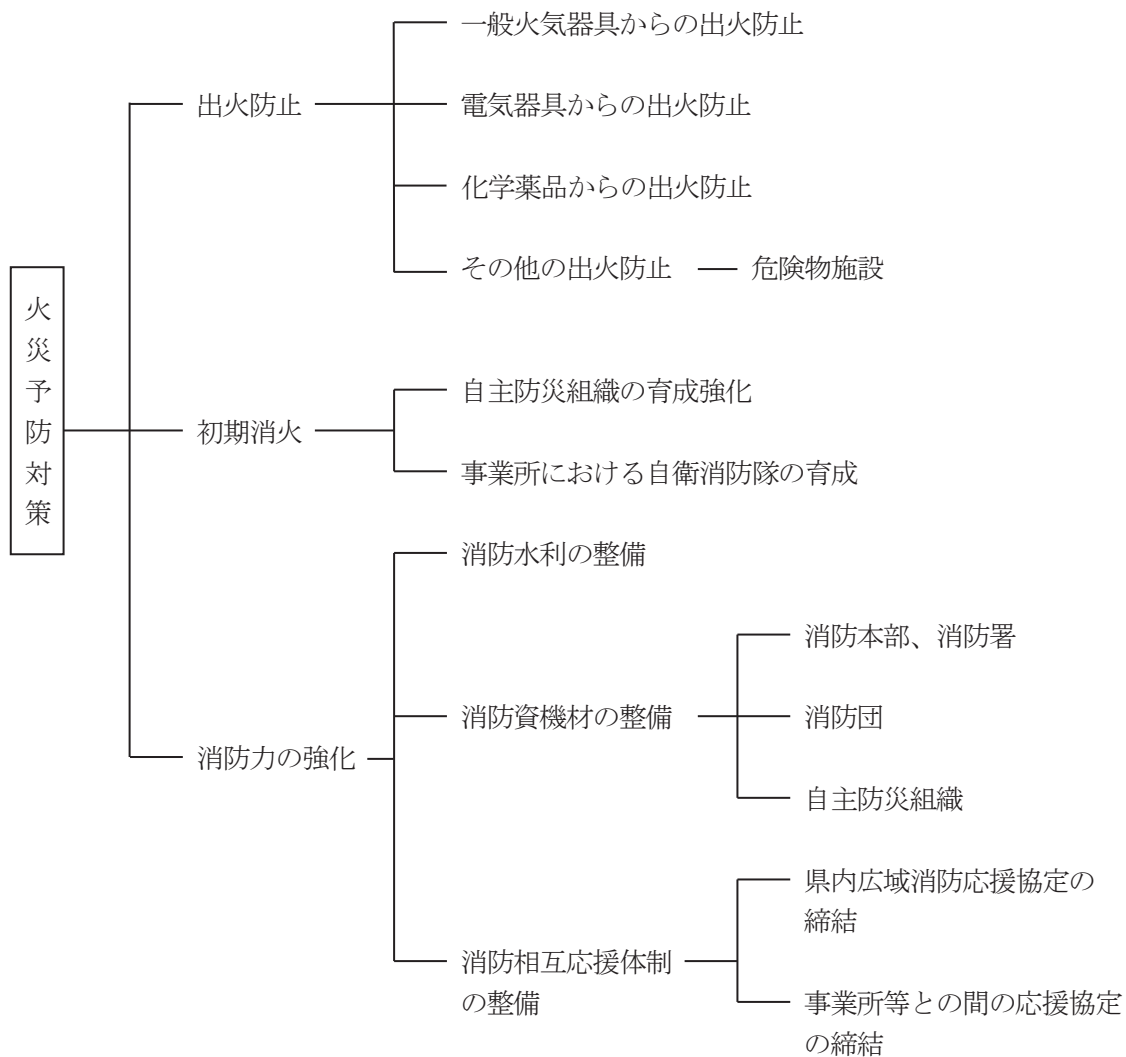 火災予防対策
出火防止
一般火気器具からの出火防止
電気器具からの出火防止
化学薬品からの出火防止
その他の出火防止
危険物施設
初期消火
自主防災組織の育成強化
事業所における自衛消防隊の育成
消防力の強化
消防水利の整備
消防資機材の整備
消防本部、消防署
消防団
自主防災組織
消防相互応援体制
の整備
県内広域消防応援協定の
締結
事業所等との間の応援協定
の締結